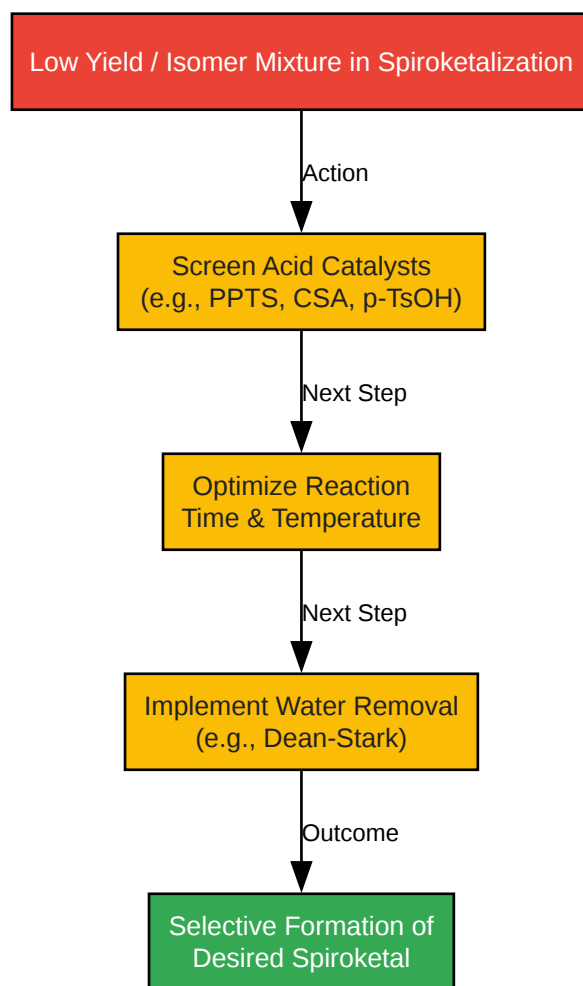 Low Yield / Isomer Mixture in Spiroketalization
Action
Screen Acid Catalysts
(e.g., PPTS, CSA, p-TsOH)
Next Step
Optimize Reaction
Time & Temperature
Next Step
Implement Water Removal
(e.g., Dean-Stark)
Outcome
Selective Formation of
Desired Spiroketal